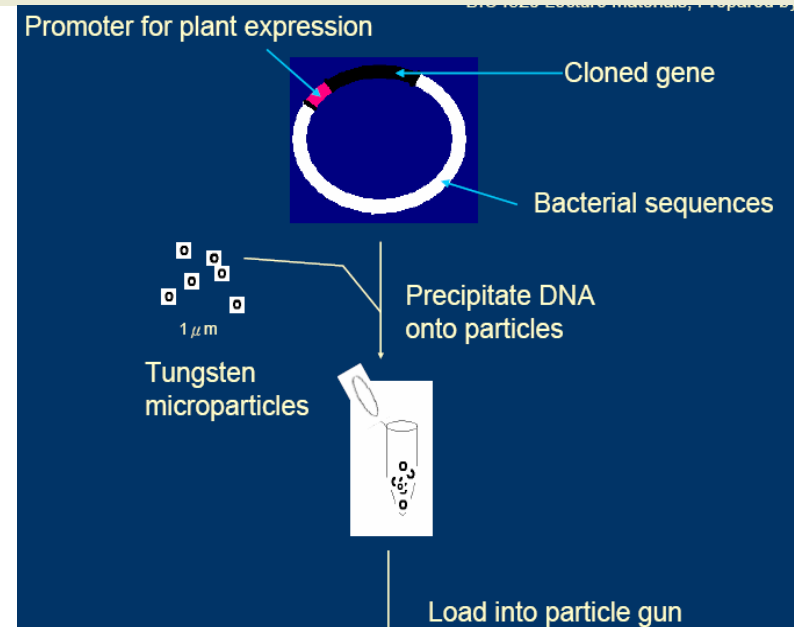 Promoter for plant expression
Cloned gene
Bacterial sequences
Precipitate DNA
onto particles
1 μm
Tungsten
microparticles
Load into particle gun